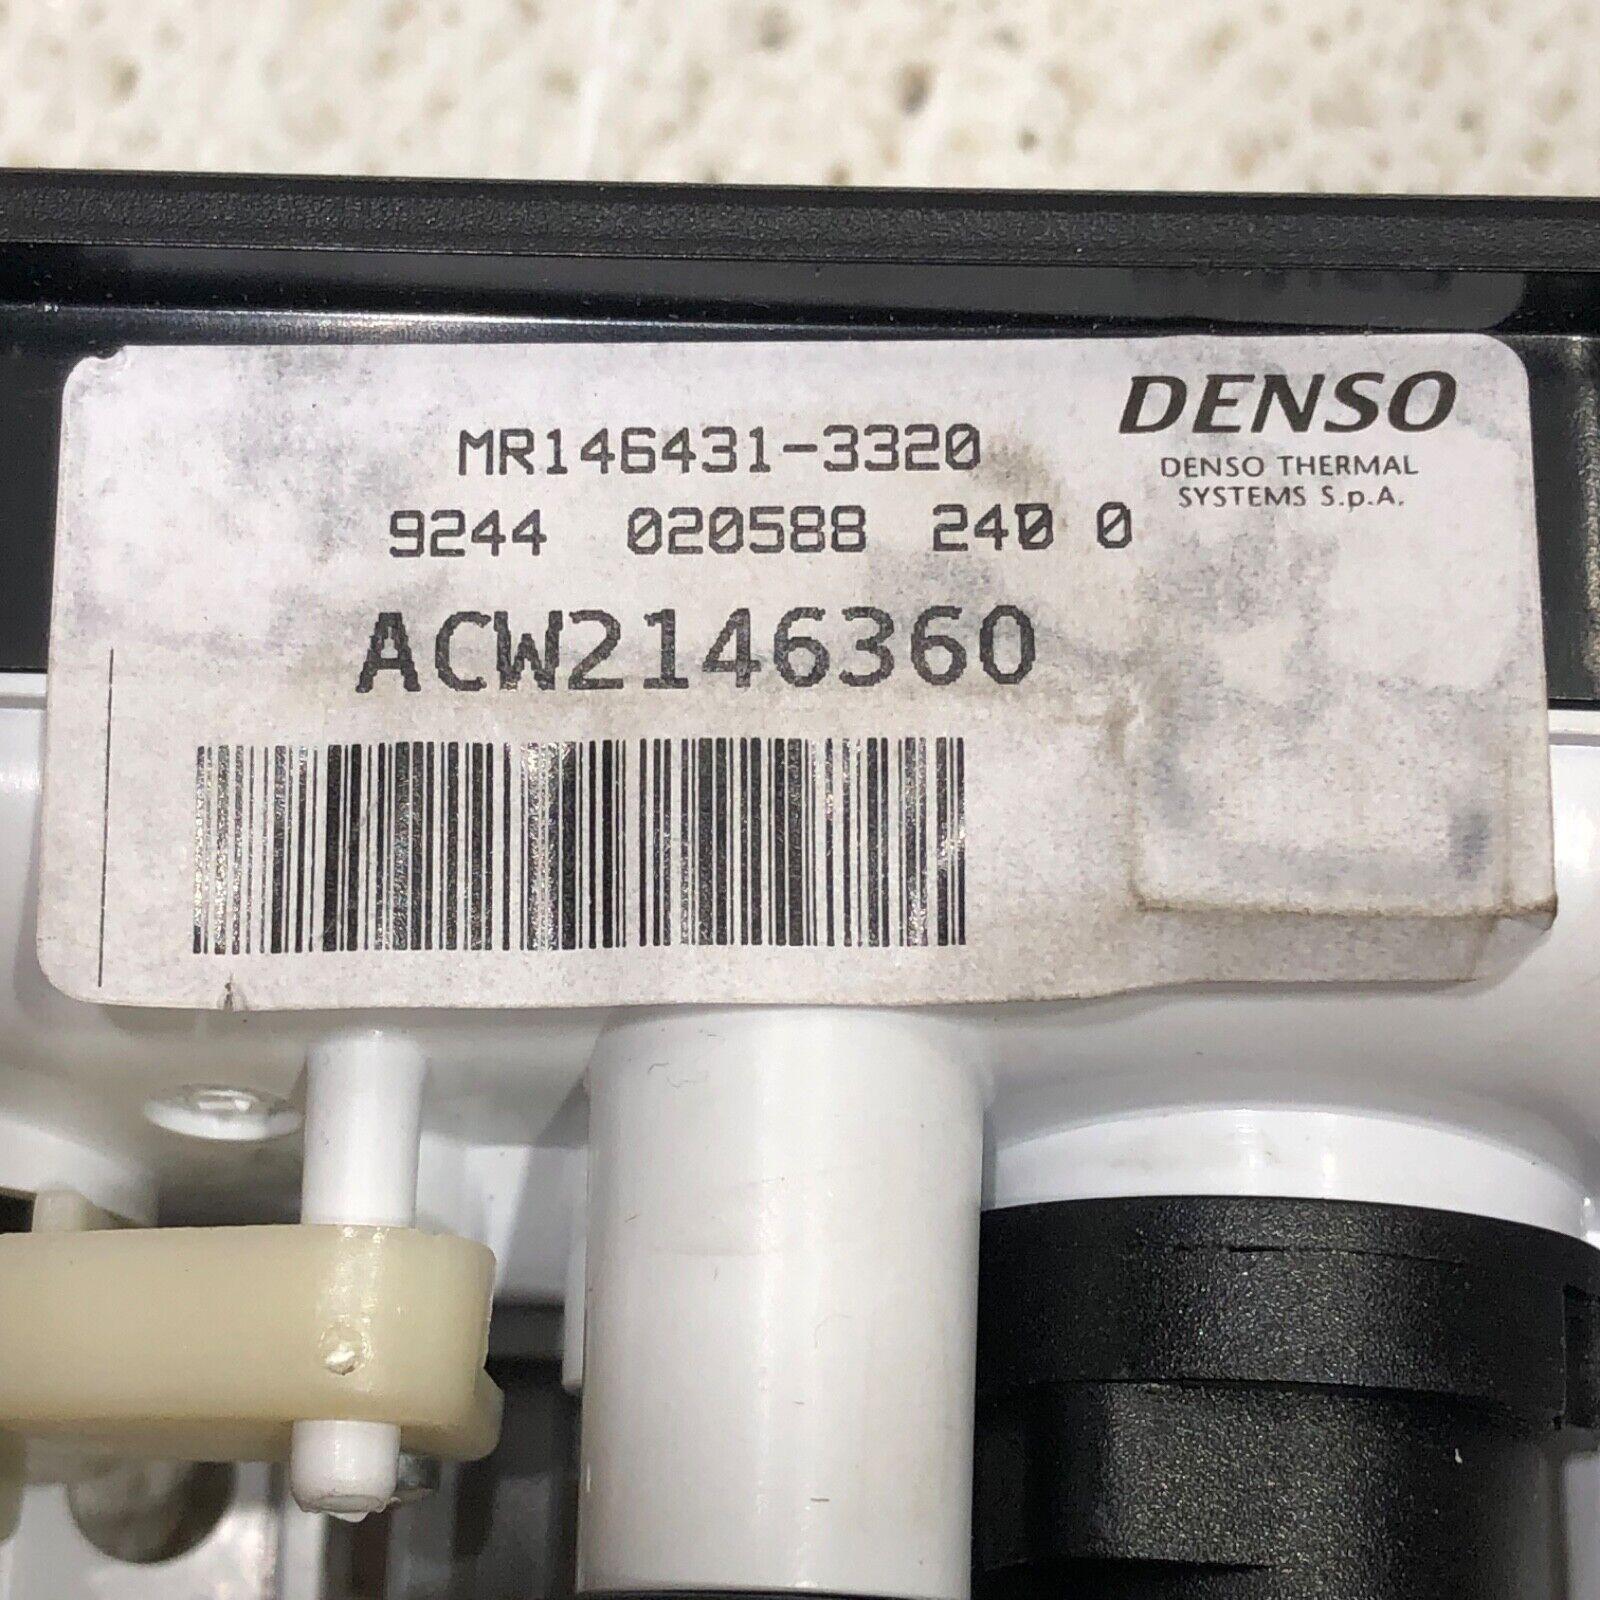 DENSO
DENSO THERMAL
SYSTEMS S.p.A.
MR146431-3320
9244 020588 240 0
ACW2146360